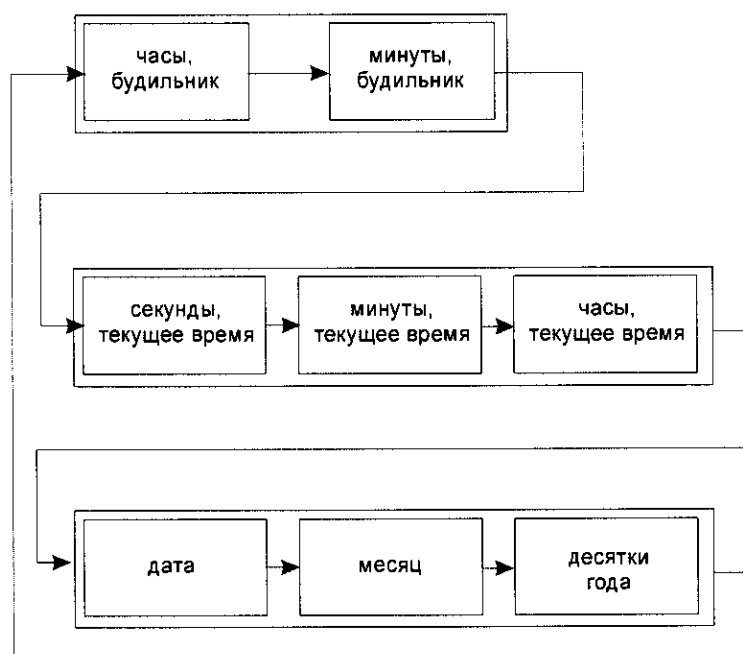 часы,
будильник
минуты,
будильник
секунды,
текущее время
минуты,
текущее время
часы,
текущее время
дата
месяц
десятки
года